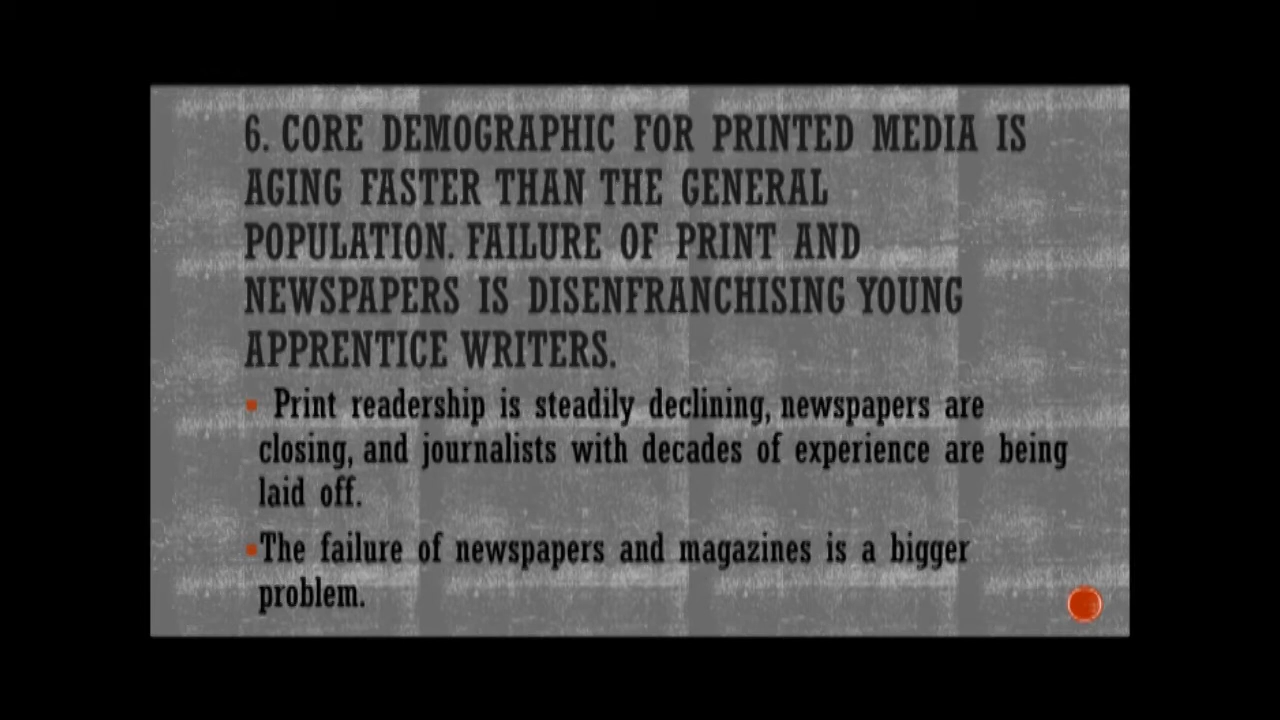 6. CORE DEMOGRAPHIC FOR PRINTED MEDIA IS
AGING FASTER THAN THE GENERAL
POPULATION. FAILURE OF PRINT AND
NEWSPAPERS IS DISENFRANCHISING YOUNG
APPRENTICE WRITERS.
▪ Print readership is steadily declining, newspapers are
closing, and journalists with decades of experience are being
laid off.
▪The failure of newspapers and magazines is a bigger
problem.